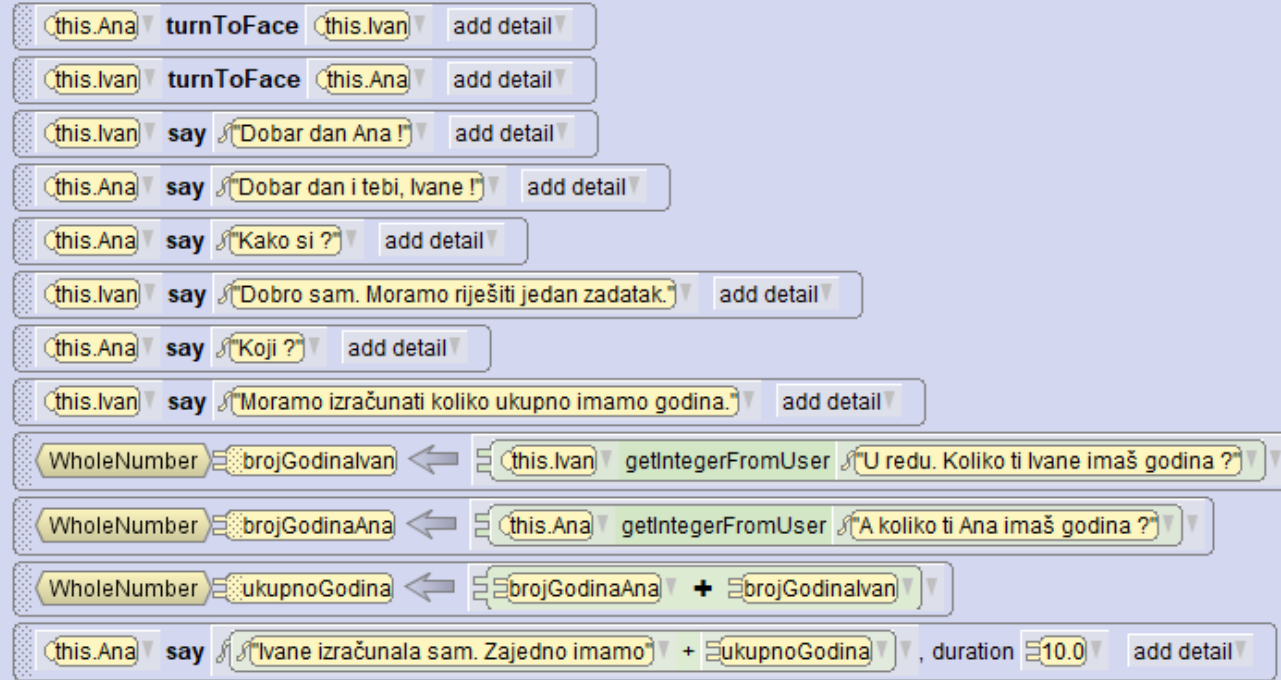 this.Ana turnToFace this.Ivan add detail
this.Ivan turnToFace this.Ana add detail
this.Ivan say "Dobar dan Ana !" add detail
this.Ana say "Dobar dan i tebi, Ivane !" add detail
this.Ana say "Kako si ?" add detail
this.Ivan say "Dobro sam. Moramo riješiti jedan zadatak." add detail
this.Ana say "Koji ?" add detail
this.Ivan say "Moramo izračunati koliko ukupno imamo godina." add detail
WholeNumber brojGodinaIvan this.Ivan getIntegerFromUser "U redu. Koliko ti Ivane imaš godina ?"
WholeNumber brojGodinaAna this.Ana getIntegerFromUser "A koliko ti Ana imaš godina ?"
WholeNumber ukupnoGodina brojGodinaAna + brojGodinaIvan
this.Ana say "Ivane izračunala sam. Zajedno imamo" + ukupnoGodina , duration 10.0 add detail